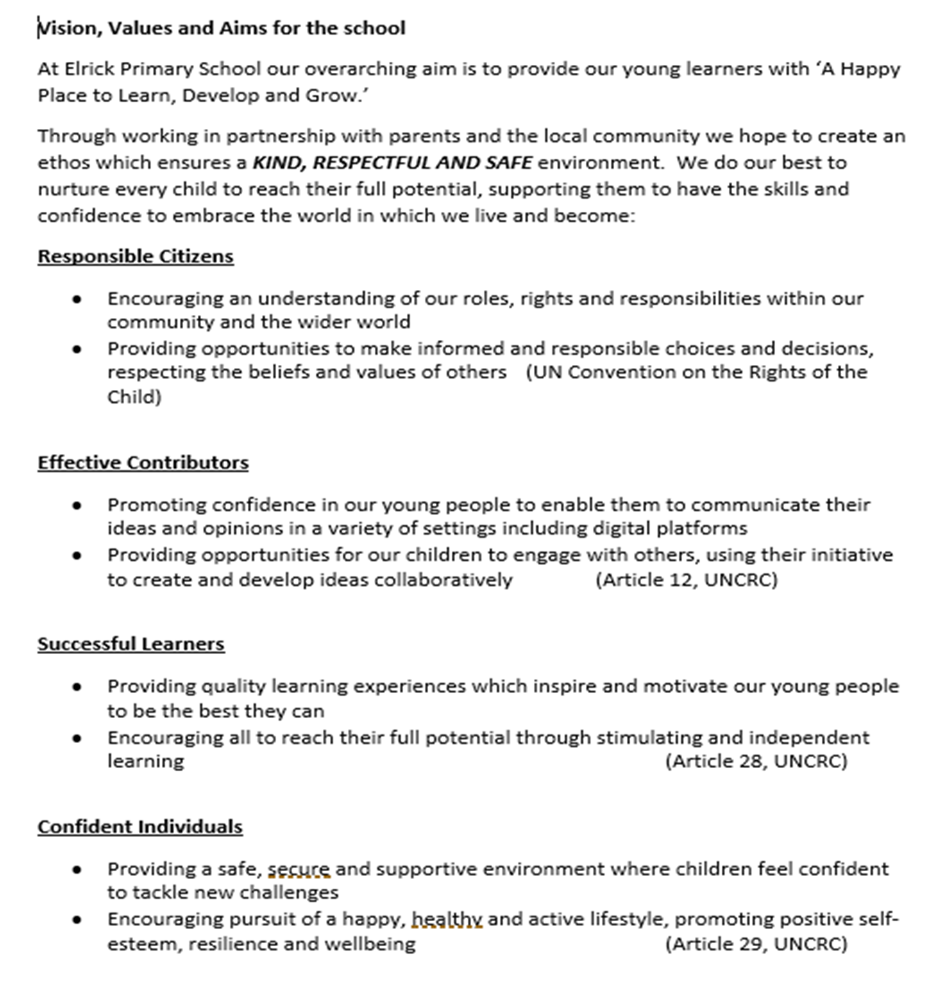 Vision, Values and Aims for the school
At Elrick Primary School our overarching aim is to provide our young learners with ‘A Happy
Place to Learn, Develop and Grow.’
Through working in partnership with parents and the local community we hope to create an
ethos which ensures a KIND, RESPECTFUL AND SAFE environment.  We do our best to
nurture every child to reach their full potential, supporting them to have the skills and
confidence to embrace the world in which we live and become:
Responsible Citizens
• Encouraging an understanding of our roles, rights and responsibilities within our
community and the wider world
• Providing opportunities to make informed and responsible choices and decisions,
respecting the beliefs and values of others   (UN Convention on the Rights of the
Child)
Effective Contributors
• Promoting confidence in our young people to enable them to communicate their
ideas and opinions in a variety of settings including digital platforms
• Providing opportunities for our children to engage with others, using their initiative
to create and develop ideas collaboratively   (Article 12, UNCRC)
Successful Learners
• Providing quality learning experiences which inspire and motivate our young people
to be the best they can
• Encouraging all to reach their full potential through stimulating and independent
learning   (Article 28, UNCRC)
Confident Individuals
• Providing a safe, secure and supportive environment where children feel confident
to tackle new challenges
• Encouraging pursuit of a happy, healthy and active lifestyle, promoting positive self-
esteem, resilience and wellbeing   (Article 29, UNCRC)